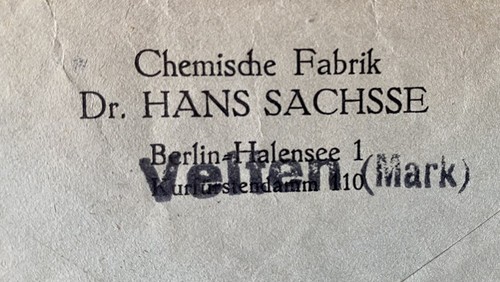 Chemische Fabrik
Dr. HANS SACHSSE
Berlin-Halensee 1
Kurfürstendamm 110
Velten (Mark)